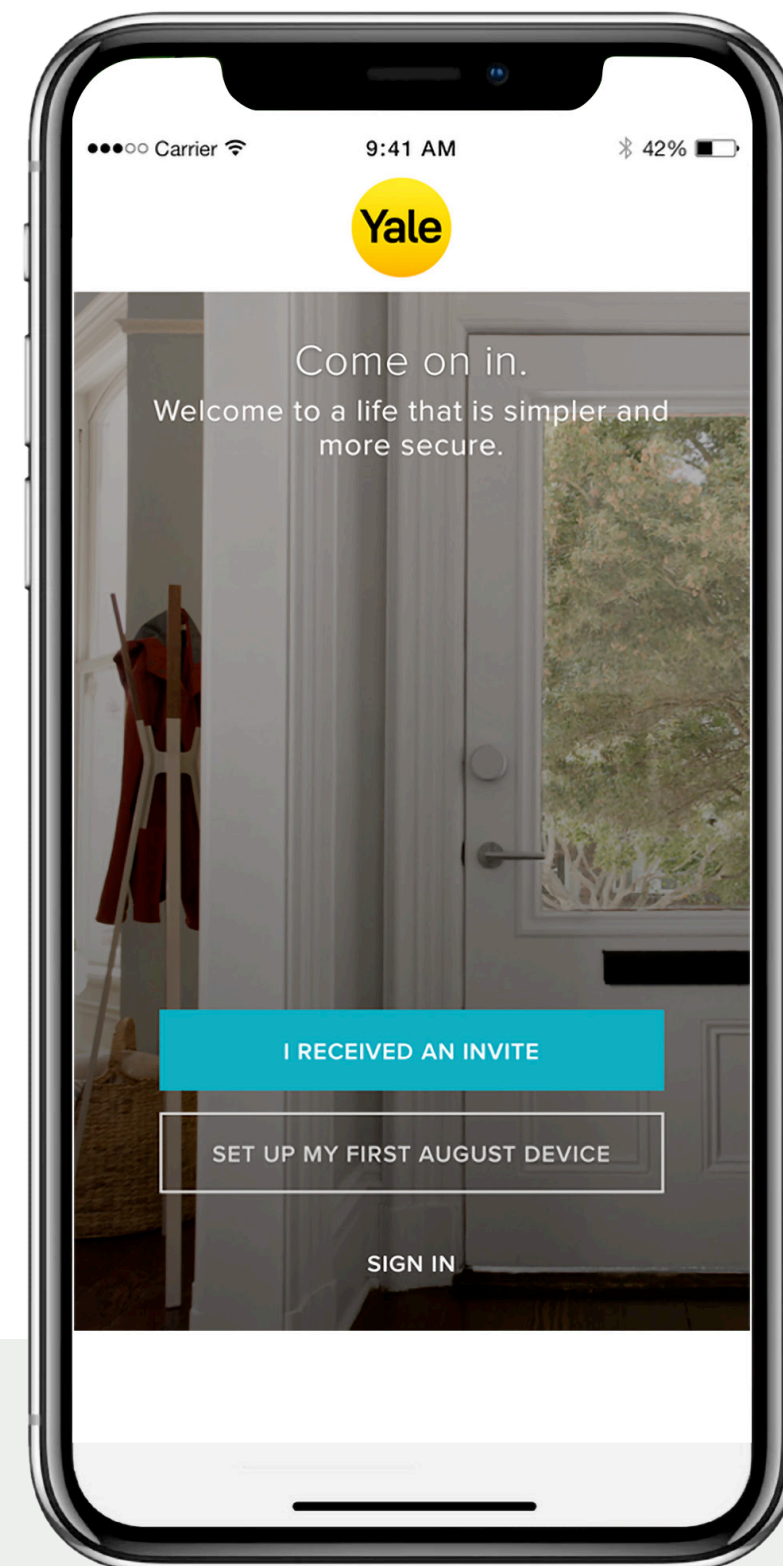 ●●●○○ Carrier 9:41 AM 42%
Yale
Come on in.
Welcome to a life that is simpler and
more secure.
I RECEIVED AN INVITE
SET UP MY FIRST AUGUST DEVICE
SIGN IN